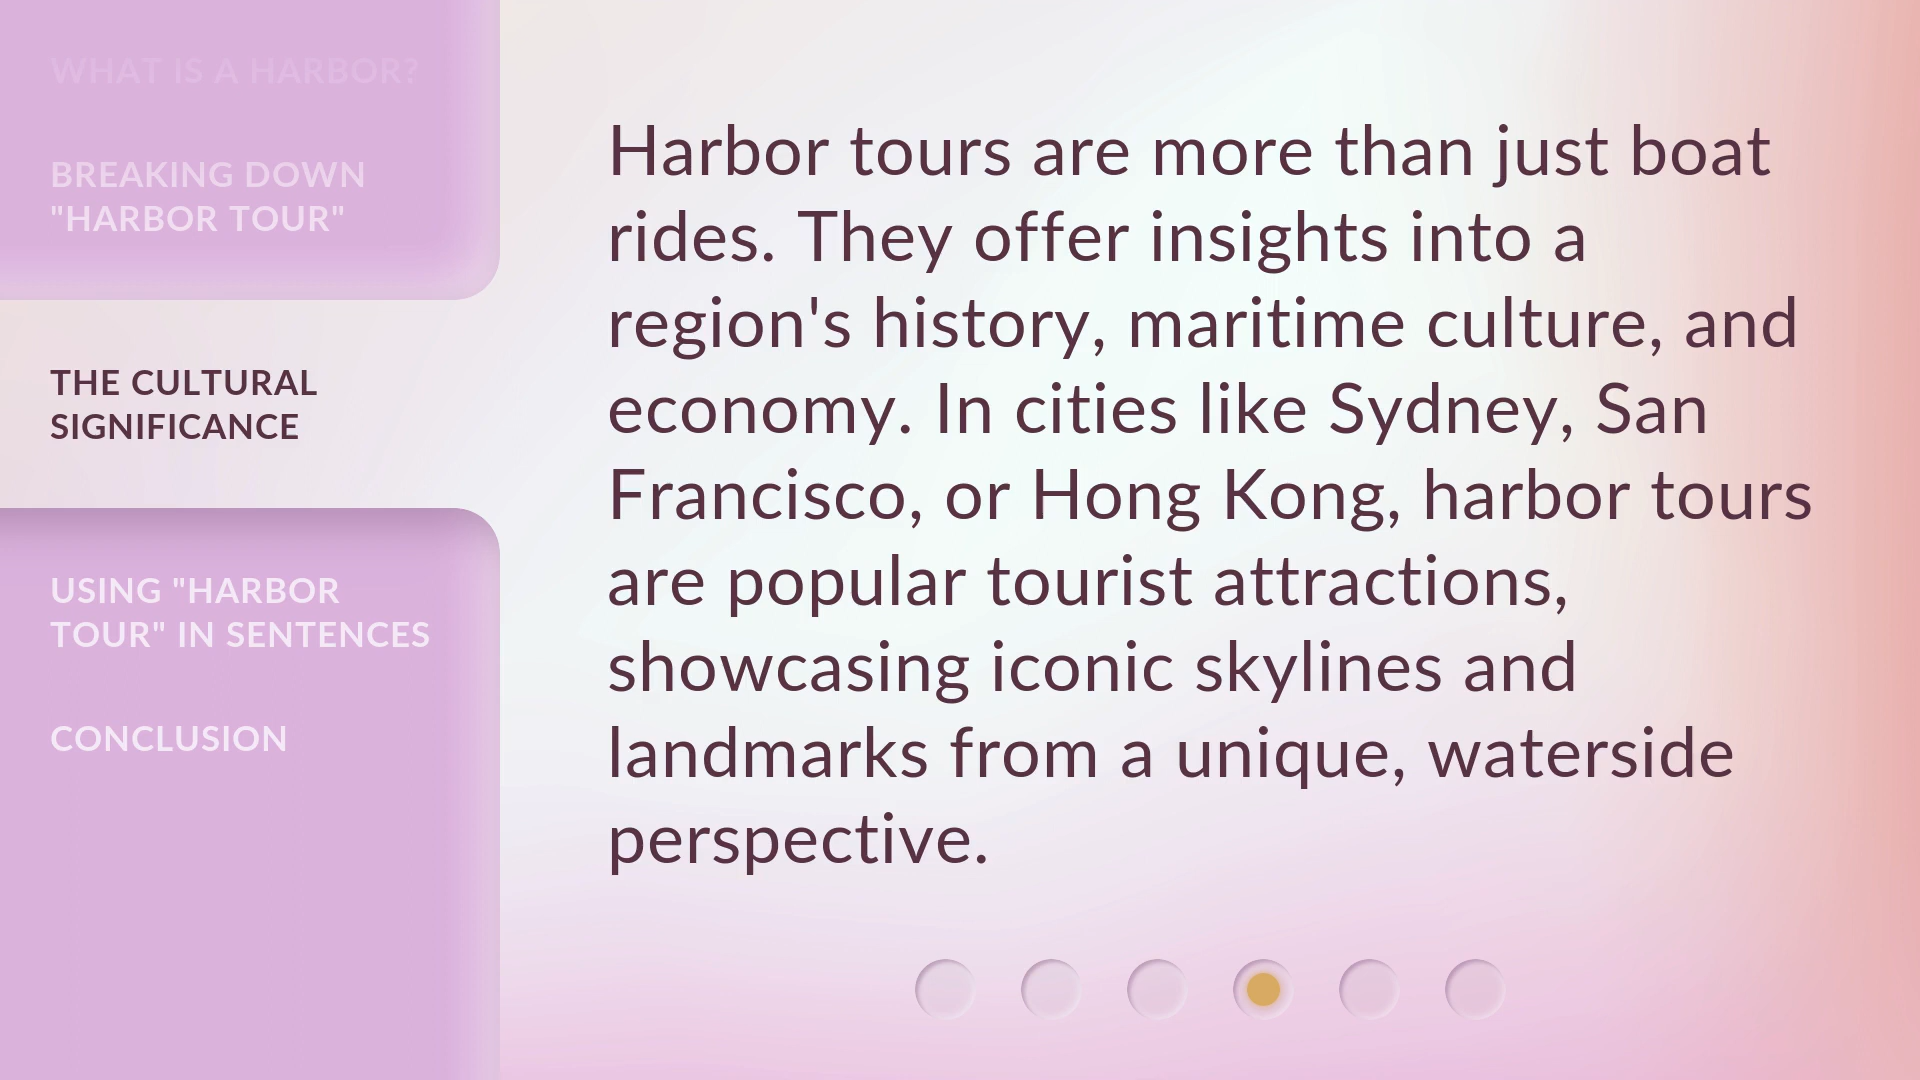 WHAT IS A HARBOR?
BREAKING DOWN
"HARBOR TOUR"
THE CULTURAL
SIGNIFICANCE
USING "HARBOR
TOUR" IN SENTENCES
CONCLUSION
Harbor tours are more than just boat
rides. They offer insights into a
region's history, maritime culture, and
economy. In cities like Sydney, San
Francisco, or Hong Kong, harbor tours
are popular tourist attractions,
showcasing iconic skylines and
landmarks from a unique, waterside
perspective.